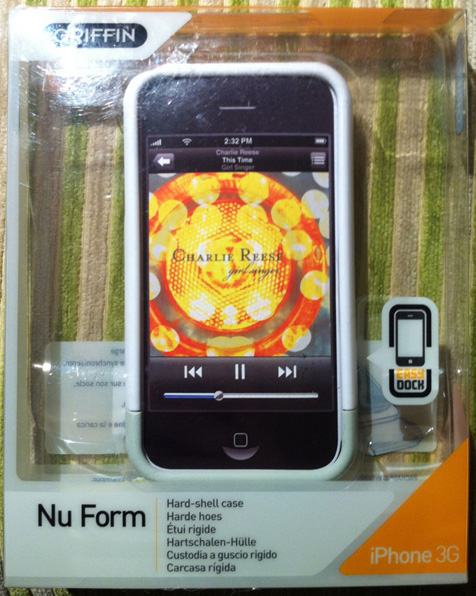 GRIFFIN
2:32 PM
Charlie Reese
This Time
Girl Singer
CHARLIE REESE
girl singer
EASY
DOCK
Nu Form
Hard-shell case
Harde hoes
Étui rigide
Hartschalen-Hülle
Custodia a guscio rigido
Carcasa rígida
iPhone 3G